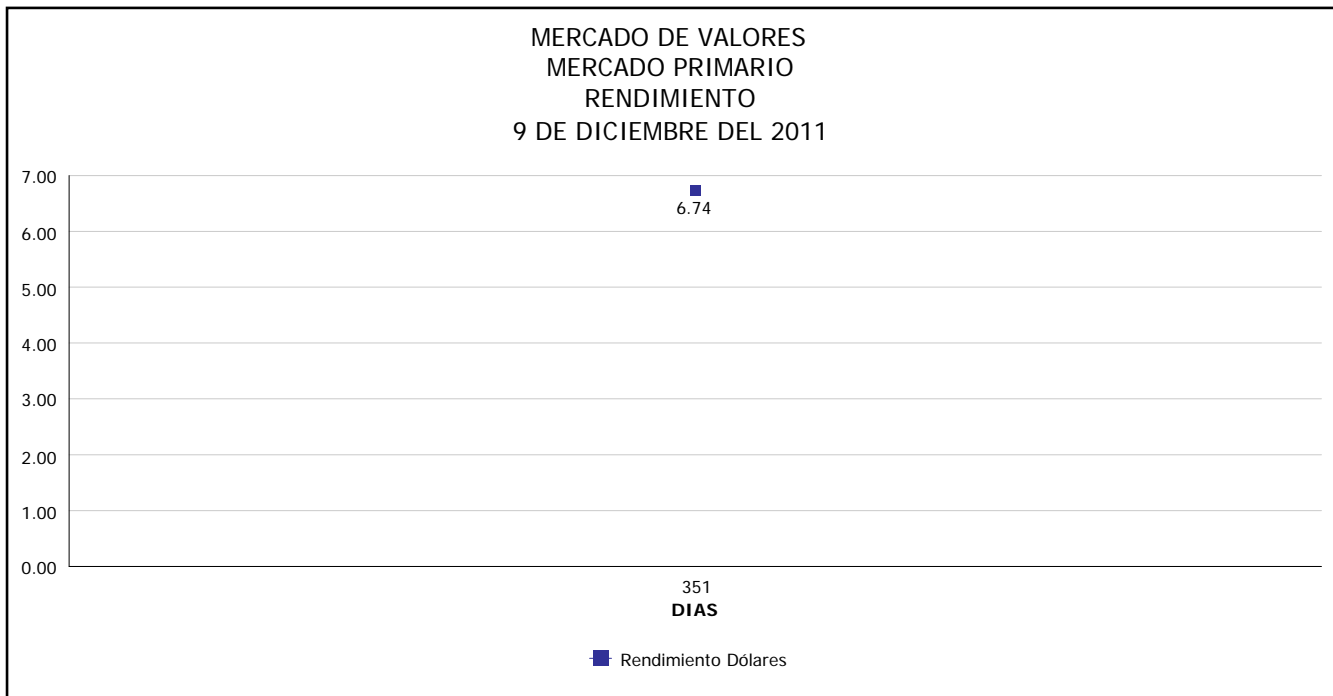 MERCADO DE VALORES
MERCADO PRIMARIO
RENDIMIENTO
9 DE DICIEMBRE DEL 2011
7.00
6.74
6.00
5.00
4.00
3.00
2.00
1.00
0.00
351
DIAS
Rendimiento Dólares